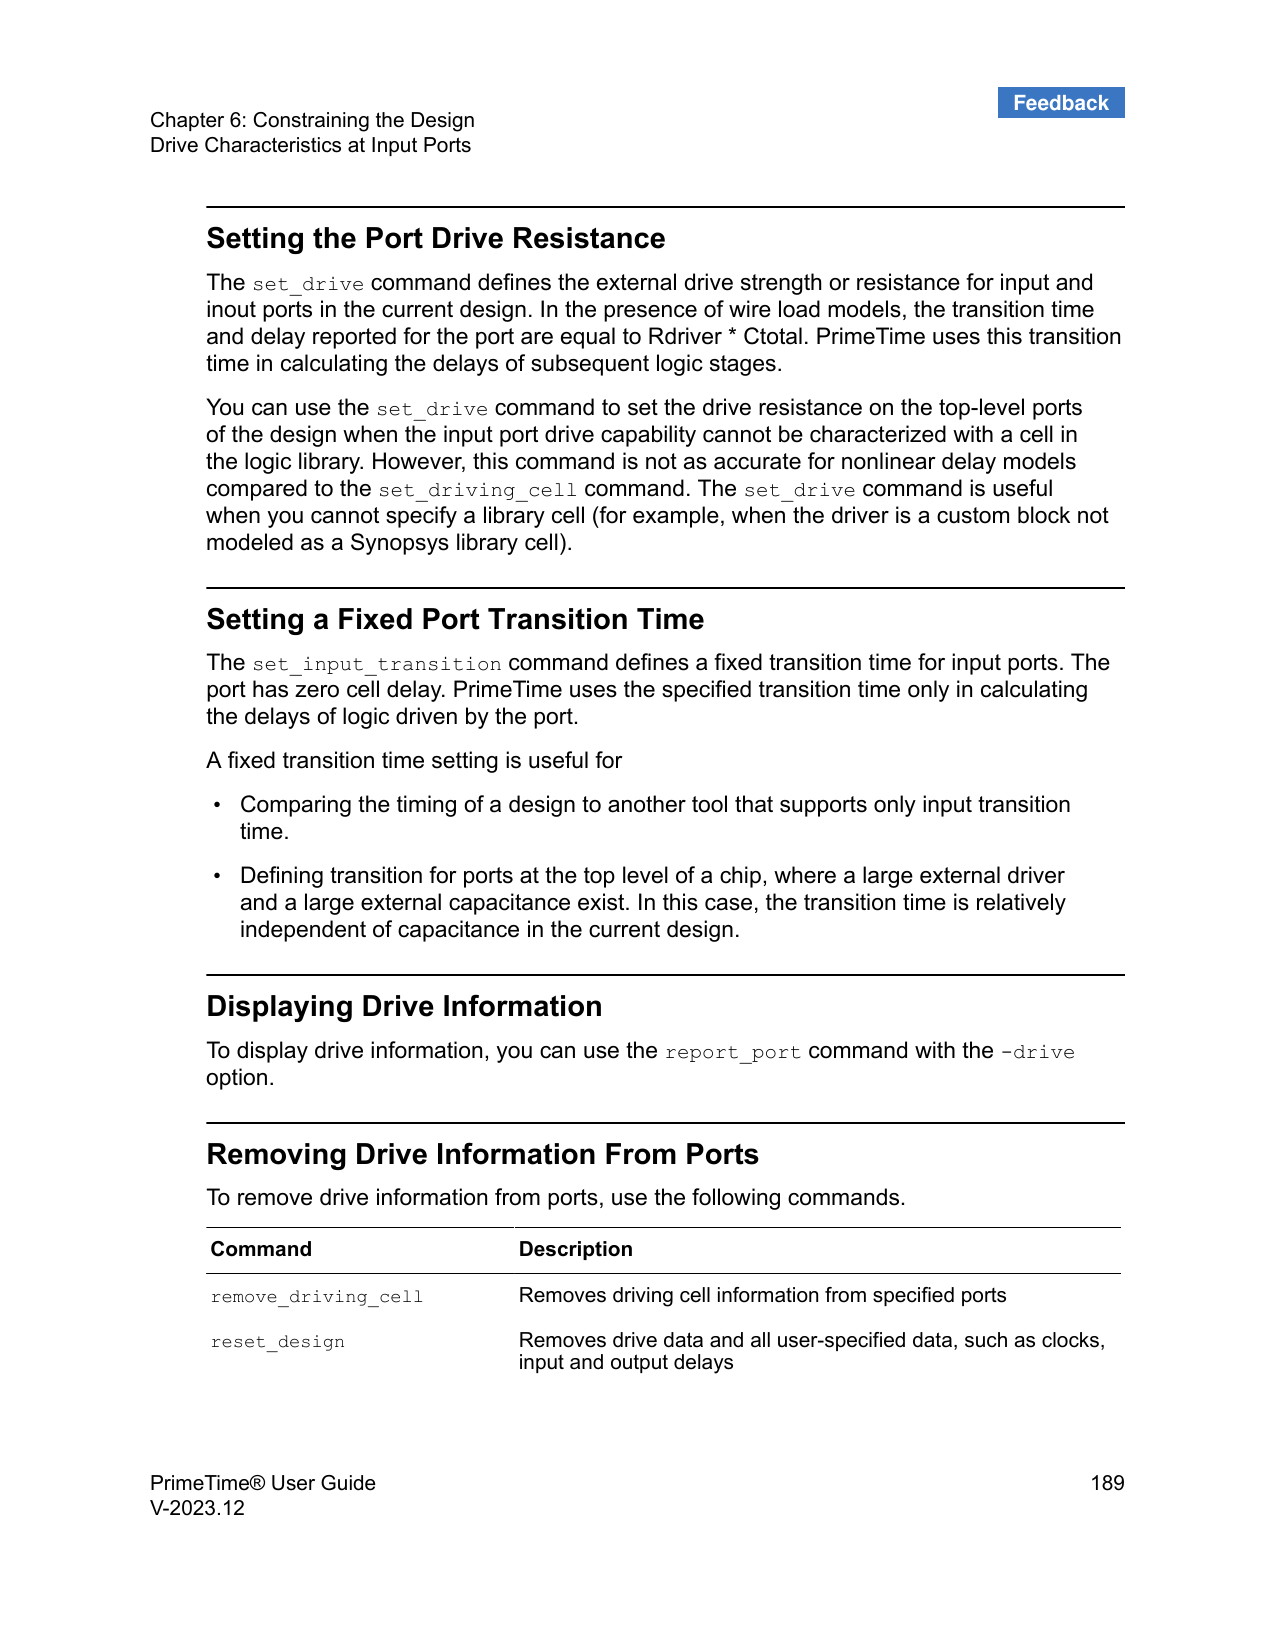 Feedback
Chapter 6: Constraining the Design
Drive Characteristics at Input Ports
Setting the Port Drive Resistance
The set_drive command defines the external drive strength or resistance for input and
inout ports in the current design. In the presence of wire load models, the transition time
and delay reported for the port are equal to Rdriver * Ctotal. PrimeTime uses this transition
time in calculating the delays of subsequent logic stages.
You can use the set_drive command to set the drive resistance on the top-level ports
of the design when the input port drive capability cannot be characterized with a cell in
the logic library. However, this command is not as accurate for nonlinear delay models
compared to the set_driving_cell command. The set_drive command is useful
when you cannot specify a library cell (for example, when the driver is a custom block not
modeled as a Synopsys library cell).
Setting a Fixed Port Transition Time
The set_input_transition command defines a fixed transition time for input ports. The
port has zero cell delay. PrimeTime uses the specified transition time only in calculating
the delays of logic driven by the port.
A fixed transition time setting is useful for
• Comparing the timing of a design to another tool that supports only input transition
time.
• Defining transition for ports at the top level of a chip, where a large external driver
and a large external capacitance exist. In this case, the transition time is relatively
independent of capacitance in the current design.
Displaying Drive Information
To display drive information, you can use the report_port command with the -drive
option.
Removing Drive Information From Ports
To remove drive information from ports, use the following commands.
Command Description
remove_driving_cell Removes driving cell information from specified ports
reset_design Removes drive data and all user-specified data, such as clocks,
input and output delays
PrimeTime® User Guide 189
V-2023.12